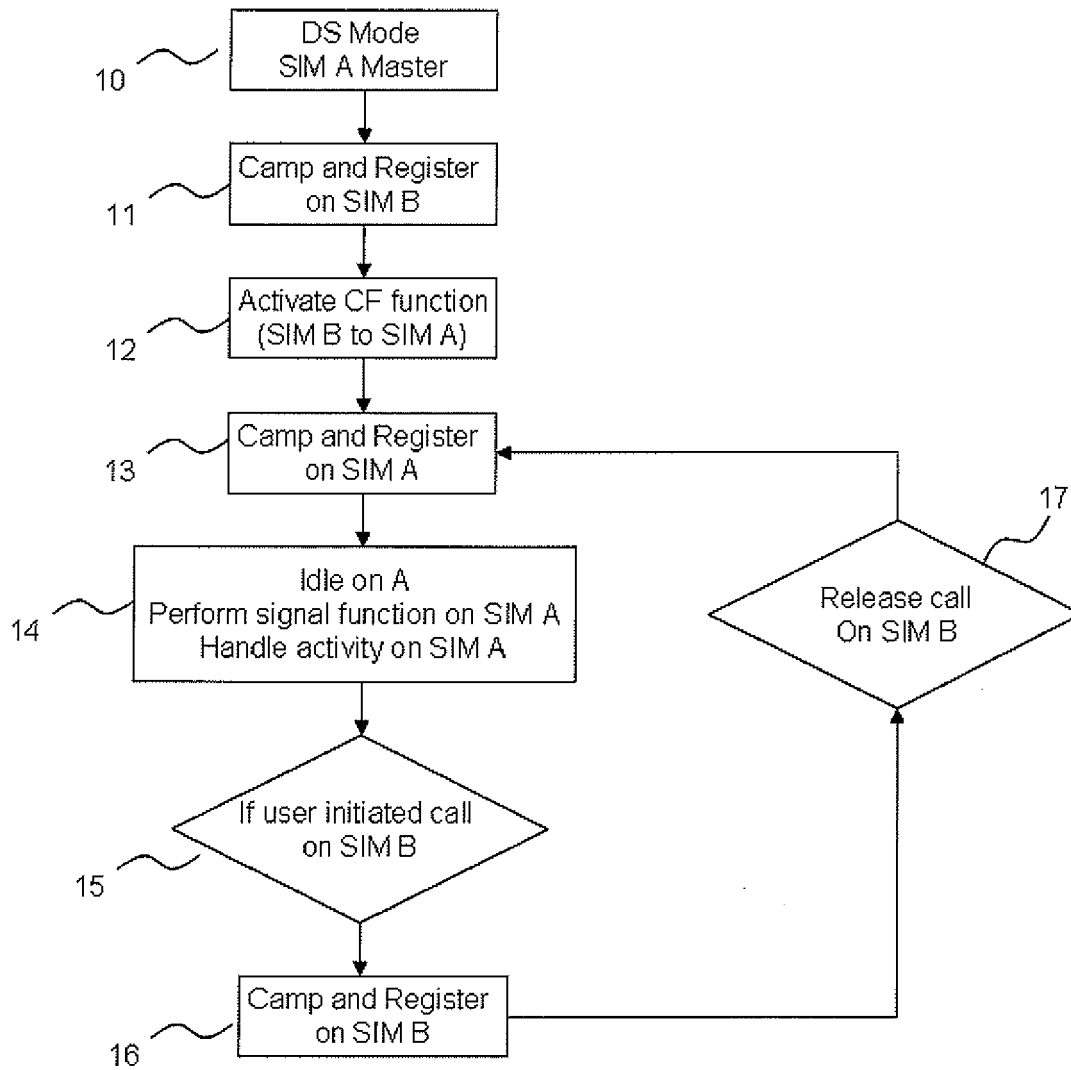 DS Mode
SIM A Master
10
Camp and Register
on SIM B
11
Activate CF function
(SIM B to SIM A)
12
Camp and Register
on SIM A
13
Idle on A
Perform signal function on SIM A
Handle activity on SIM A
14
If user initiated call
on SIM B
15
Camp and Register
on SIM B
16
Release call
On SIM B
17